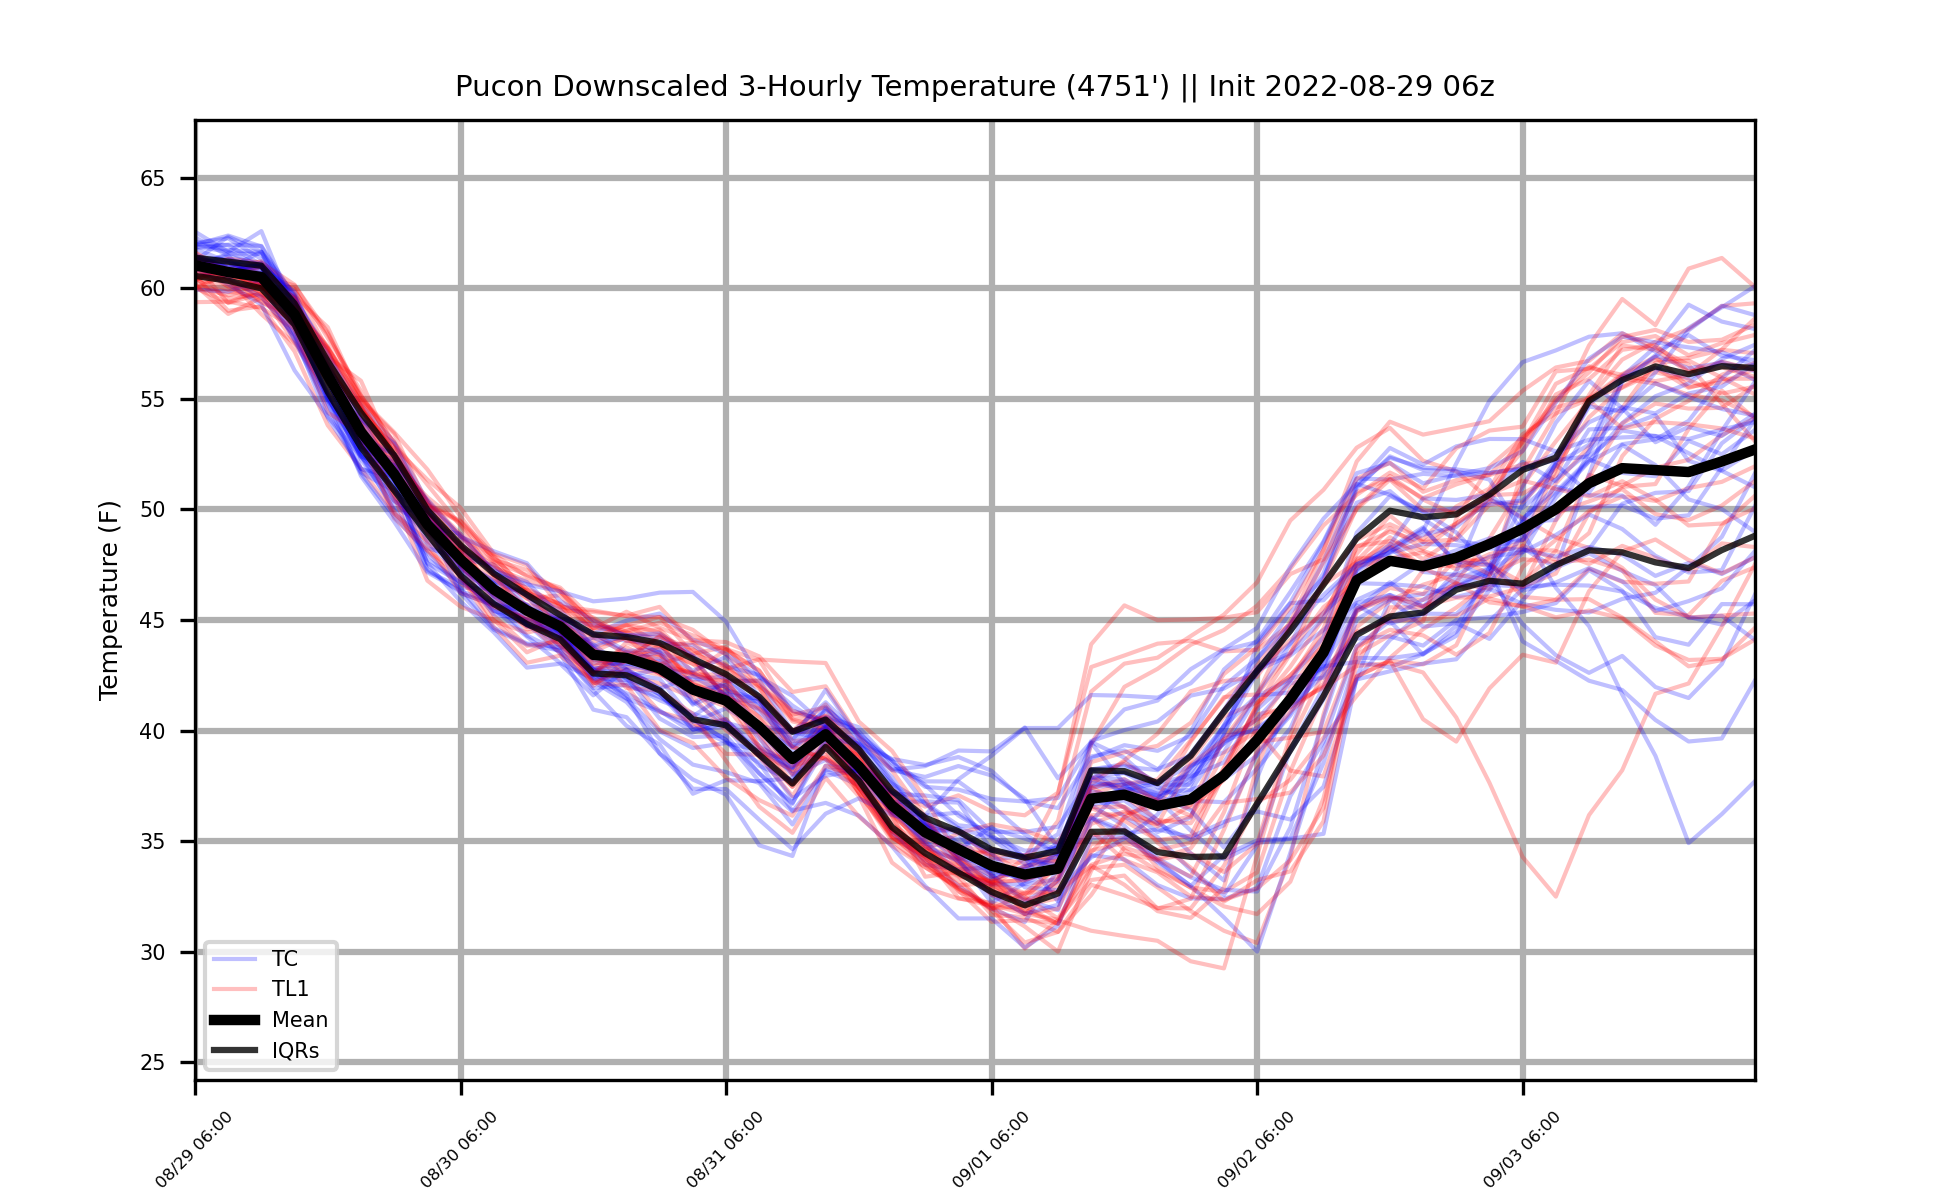 Pucon Downscaled 3-Hourly Temperature (4751') || Init 2022-08-29 06z
Temperature (F)
65
60
55
50
45
40
35
30
25
TC
TL1
Mean
IQRs
08/29 06:00
08/30 06:00
08/31 06:00
09/01 06:00
09/02 06:00
09/03 06:00